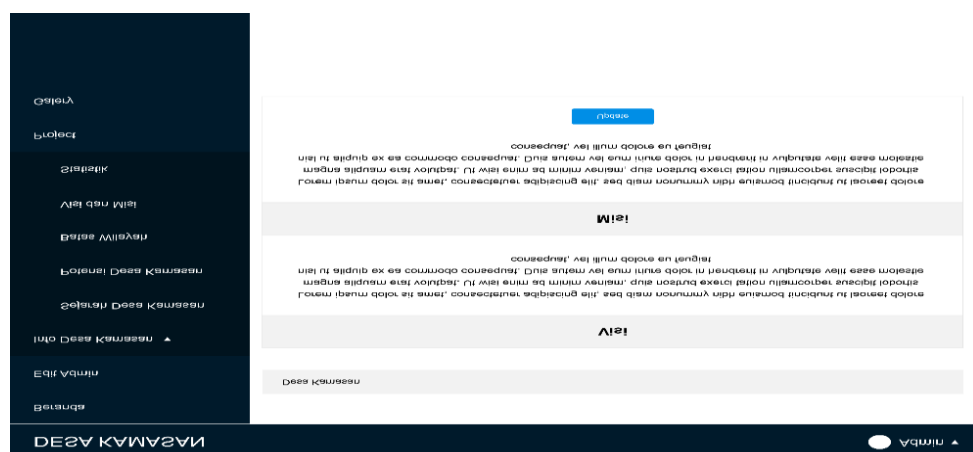 DESA KAMASAN
Admin
Beranda
Edit Admin
Info Desa Kamasan
Sejarah Desa Kamasan
Potensi Desa Kamasan
Batas Wilayah
Visi dan Misi
Statistik
Project
Galery
Desa Kamasan
Visi
Lorem ipsum dolor sit amet, consectetuer adipiscing elit, sed diam nonummy nibh euismod tincidunt ut laoreet dolore
magna aliquam erat volutpat. Ut wisi enim ad minim veniam, quis nostrud exerci tation ullamcorper suscipit lobortis
nisl ut aliquip ex ea commodo consequat. Duis autem vel eum iriure dolor in hendrerit in vulputate velit esse molestie
consequat, vel illum dolore eu feugiat
Misi
Lorem ipsum dolor sit amet, consectetuer adipiscing elit, sed diam nonummy nibh euismod tincidunt ut laoreet dolore
magna aliquam erat volutpat. Ut wisi enim ad minim veniam, quis nostrud exerci tation ullamcorper suscipit lobortis
nisl ut aliquip ex ea commodo consequat. Duis autem vel eum iriure dolor in hendrerit in vulputate velit esse molestie
consequat, vel illum dolore eu feugiat
Update